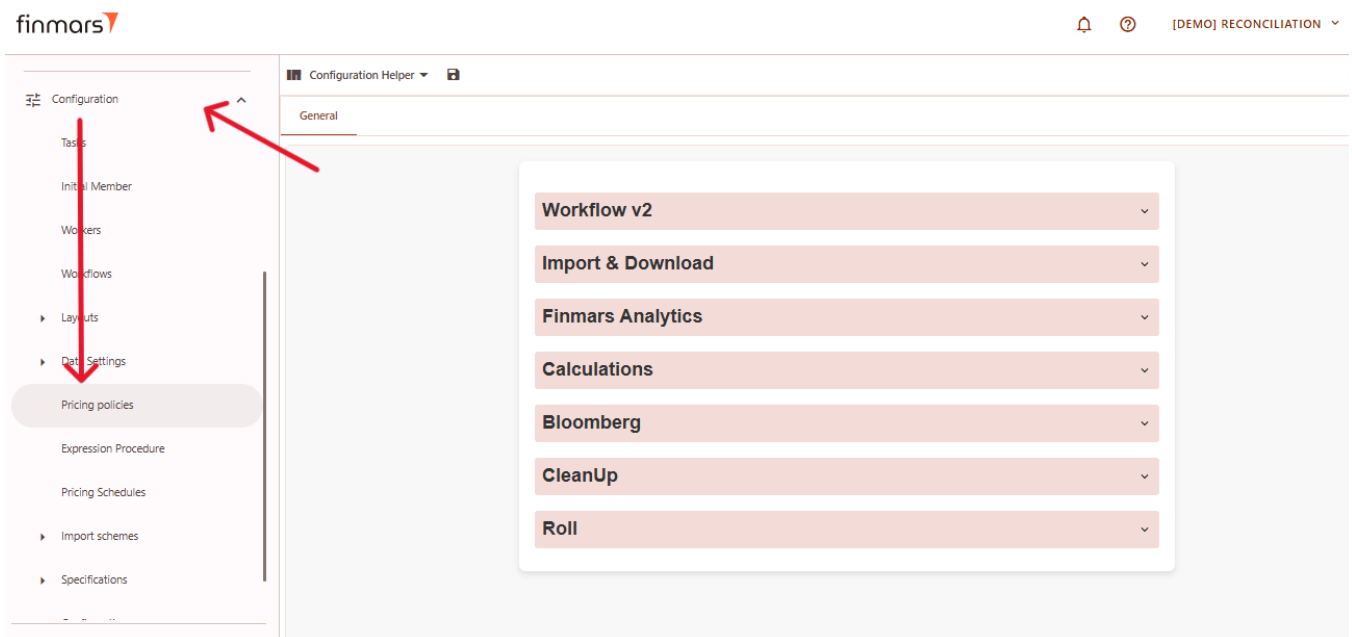 finmars
[DEMO] RECONCILIATION
Configuration
Tasks
Initial Member
Workers
Workflows
Layouts
Data Settings
Pricing policies
Expression Procedure
Pricing Schedules
Import schemes
Specifications
Configuration Helper
General
Workflow v2
Import & Download
Finmars Analytics
Calculations
Bloomberg
CleanUp
Roll